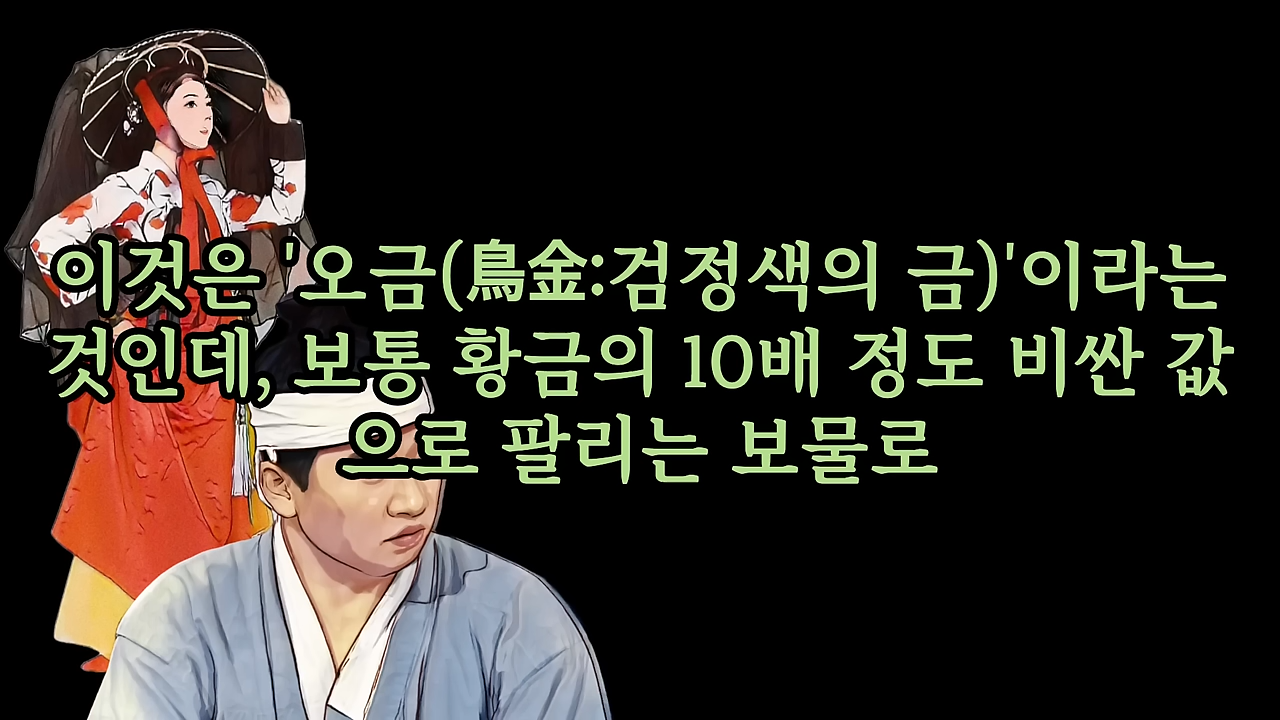 이것은 '오금(鳥金:검정색의 금)'이라는
것인데, 보통 황금의 10배 정도 비싼 값
으로 팔리는 보물로